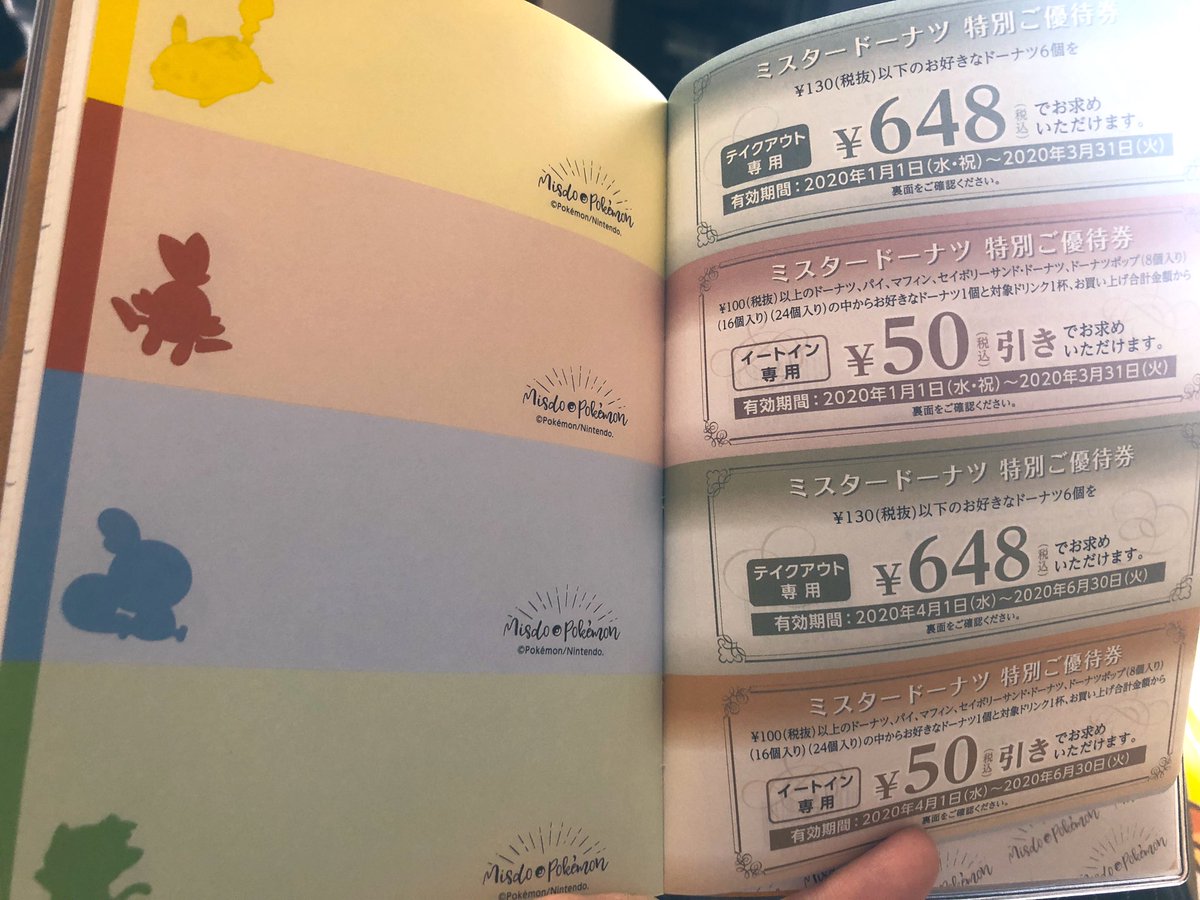 Misdo Pokémon
©Pokémon/Nintendo.
Misdo Pokémon
©Pokémon/Nintendo.
Misdo Pokémon
©Pokémon/Nintendo.
Misdo Pokémon
©Pokémon/Nintendo.
ミスタードーナツ 特別ご優待券
¥130(税抜)以下のお好きなドーナツ6個を
テイクアウト専用 ¥648(税込)でお求めいただけます。
有効期間：2020年1月1日(水・祝)～2020年3月31日(火)
裏面をご確認ください。
ミスタードーナツ 特別ご優待券
¥100(税抜)以上のドーナツ、パイ、マフィン、セイボリーサンド・ドーナツ、ドーナツポップ(8個入り)
(16個入り)(24個入り)の中からお好きなドーナツ1個と対象ドリンク1杯、お買い上げ合計金額から
イートイン専用 ¥50(税込)引きでお求めいただけます。
有効期間：2020年1月1日(水・祝)～2020年3月31日(火)
裏面をご確認ください。
ミスタードーナツ 特別ご優待券
¥130(税抜)以下のお好きなドーナツ6個を
テイクアウト専用 ¥648(税込)でお求めいただけます。
有効期間：2020年4月1日(水)～2020年6月30日(火)
裏面をご確認ください。
ミスタードーナツ 特別ご優待券
¥100(税抜)以上のドーナツ、パイ、マフィン、セイボリーサンド・ドーナツ、ドーナツポップ(8個入り)
(16個入り)(24個入り)の中からお好きなドーナツ1個と対象ドリンク1杯、お買い上げ合計金額から
イートイン専用 ¥50(税込)引きでお求めいただけます。
有効期間：2020年4月1日(水)～2020年6月30日(火)
裏面をご確認ください。
Misdo Pokémon
Misdo Pokémon